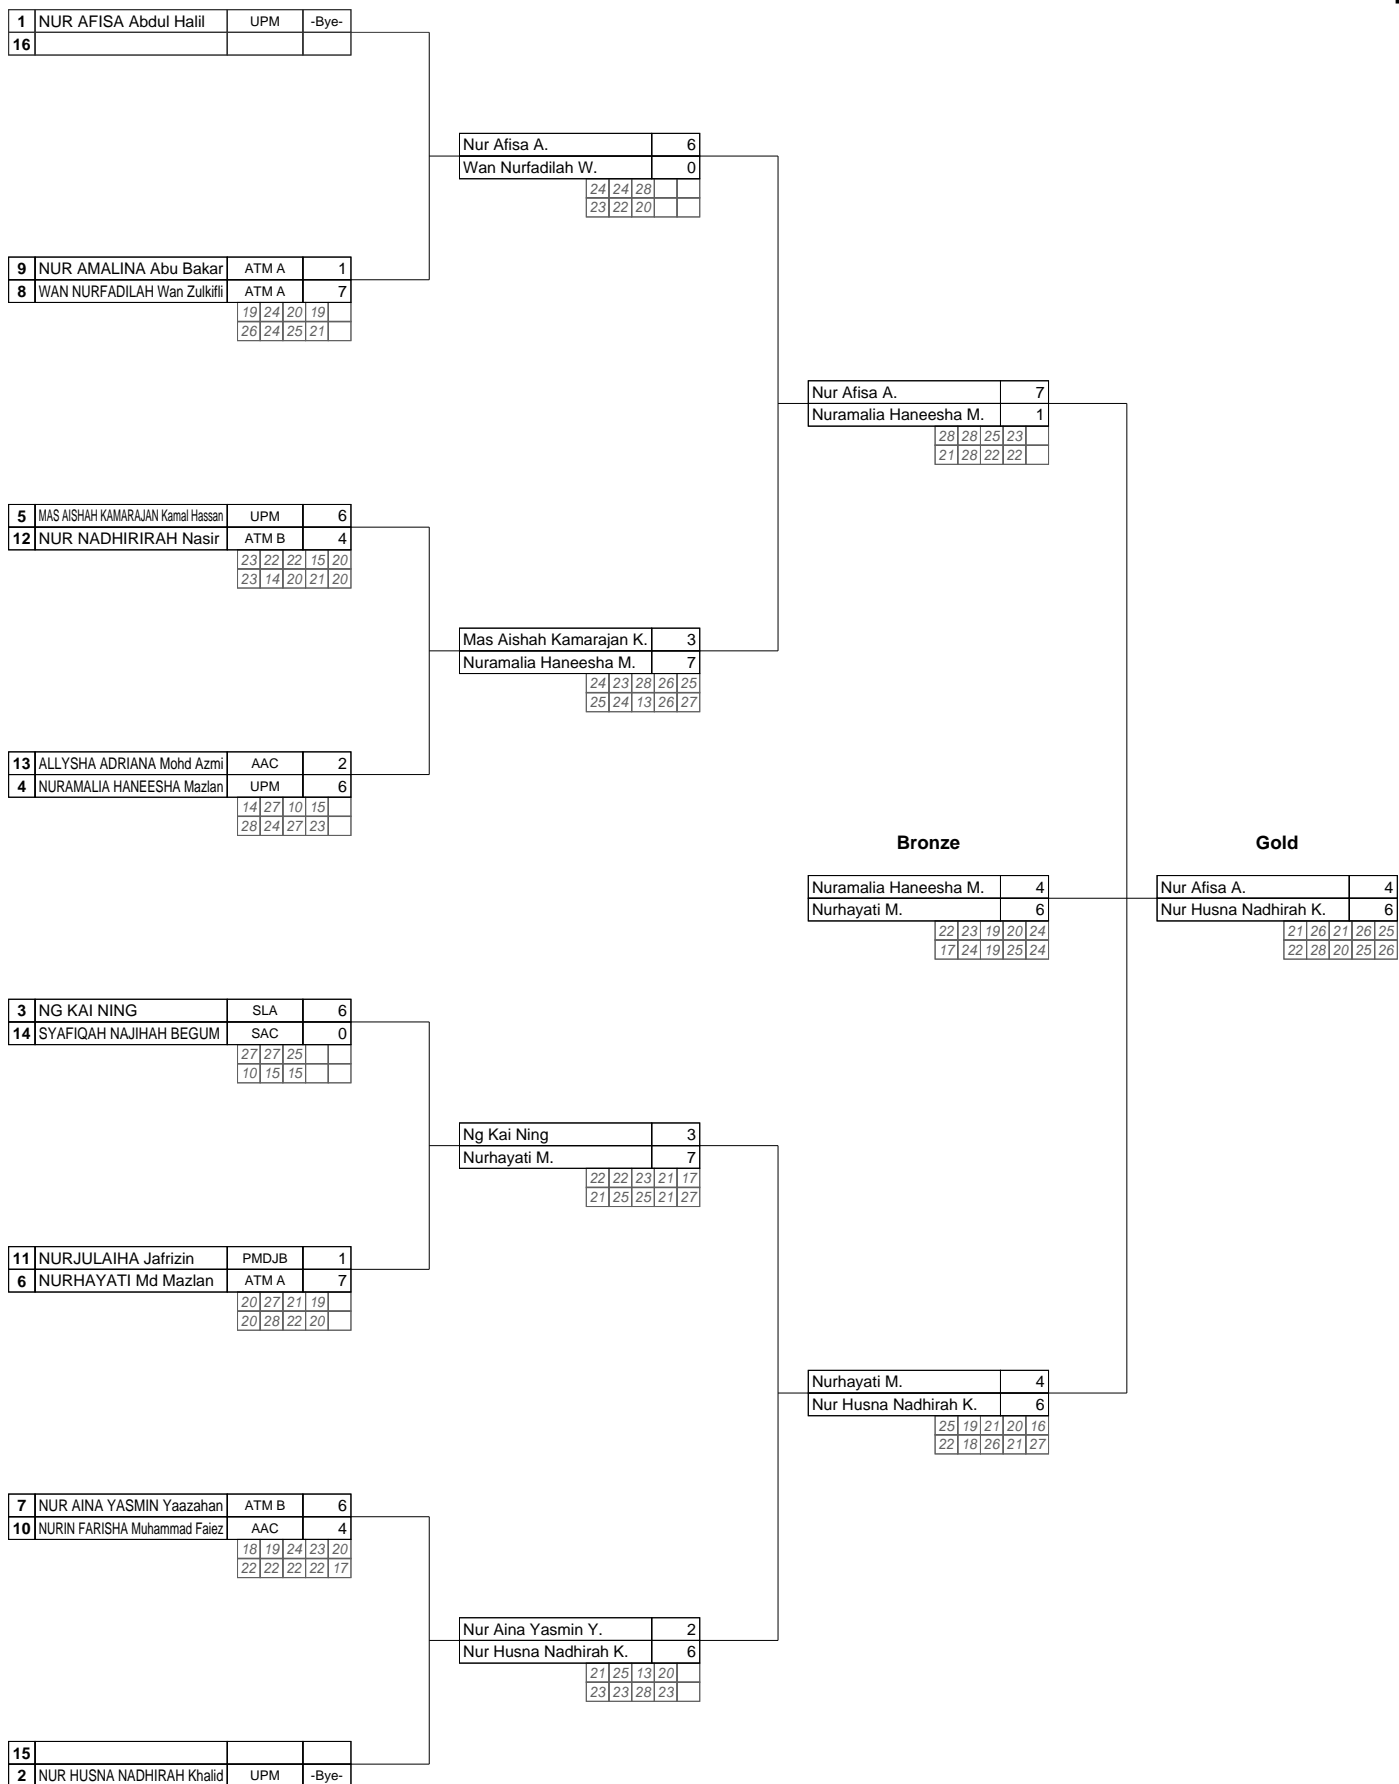 1 NUR AFISA Abdul Halil UPM -Bye-
16
Nur Afisa A. 6
Wan Nurfadilah W. 0
24 24 28
23 22 20
9 NUR AMALINA Abu Bakar ATM A 1
8 WAN NURFADILAH Wan Zulkifli ATM A 7
19 24 20 19
26 24 25 21
Nur Afisa A. 7
Nuramalia Haneesha M. 1
28 28 25 23
21 28 22 22
5 MAS AISHAH KAMARAJAN Kamal Hassan UPM 6
12 NUR NADHIRIRAH Nasir ATM B 4
23 22 22 15 20
23 14 20 21 20
Mas Aishah Kamarajan K. 3
Nuramalia Haneesha M. 7
24 23 28 26 25
25 24 13 26 27
13 ALLYSHA ADRIANA Mohd Azmi AAC 2
4 NURAMALIA HANEESHA Mazlan UPM 6
14 27 10 15
28 24 27 23
Bronze Gold
Nuramalia Haneesha M. 4 Nur Afisa A. 4
Nurhayati M. 6 Nur Husna Nadhirah K. 6
22 23 19 20 24 21 26 21 26 25
17 24 19 25 24 22 28 20 25 26
3 NG KAI NING SLA 6
14 SYAFIQAH NAJIHAH BEGUM SAC 0
27 27 25
10 15 15
Ng Kai Ning 3
Nurhayati M. 7
22 22 23 21 17
21 25 25 21 27
11 NURJULAIHA Jafrizin PMDJB 1
6 NURHAYATI Md Mazlan ATM A 7
20 27 21 19
20 28 22 20
Nurhayati M. 4
Nur Husna Nadhirah K. 6
25 19 21 20 16
22 18 26 21 27
7 NUR AINA YASMIN Yaazahan ATM B 6
10 NURIN FARISHA Muhammad Faiez AAC 4
18 19 24 23 20
22 22 22 22 17
Nur Aina Yasmin Y. 2
Nur Husna Nadhirah K. 6
21 25 13 20
23 23 28 23
15
2 NUR HUSNA NADHIRAH Khalid UPM -Bye-